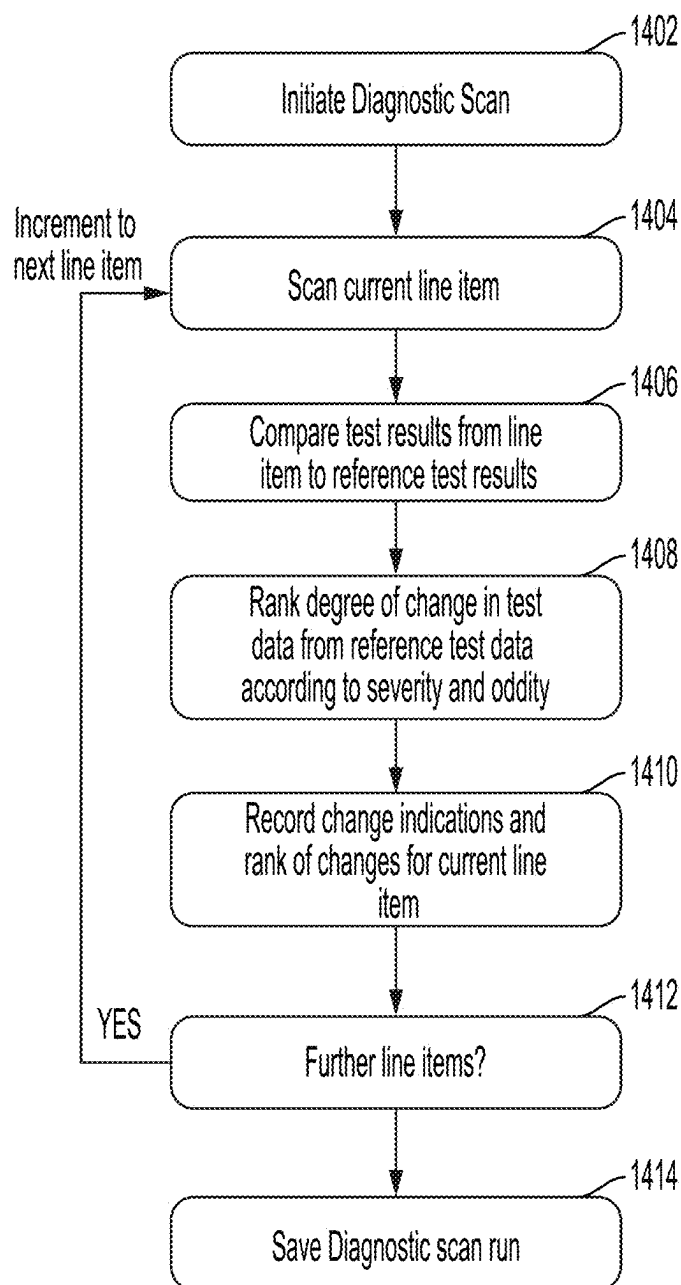 1402
Initiate Diagnostic Scan
Increment to
next line item
1404
Scan current line item
1406
Compare test results from line
item to reference test results
1408
Rank degree of change in test
data from reference test data
according to severity and oddity
1410
Record change indications and
rank of changes for current line
item
1412
YES
Further line items?
1414
Save Diagnostic scan run